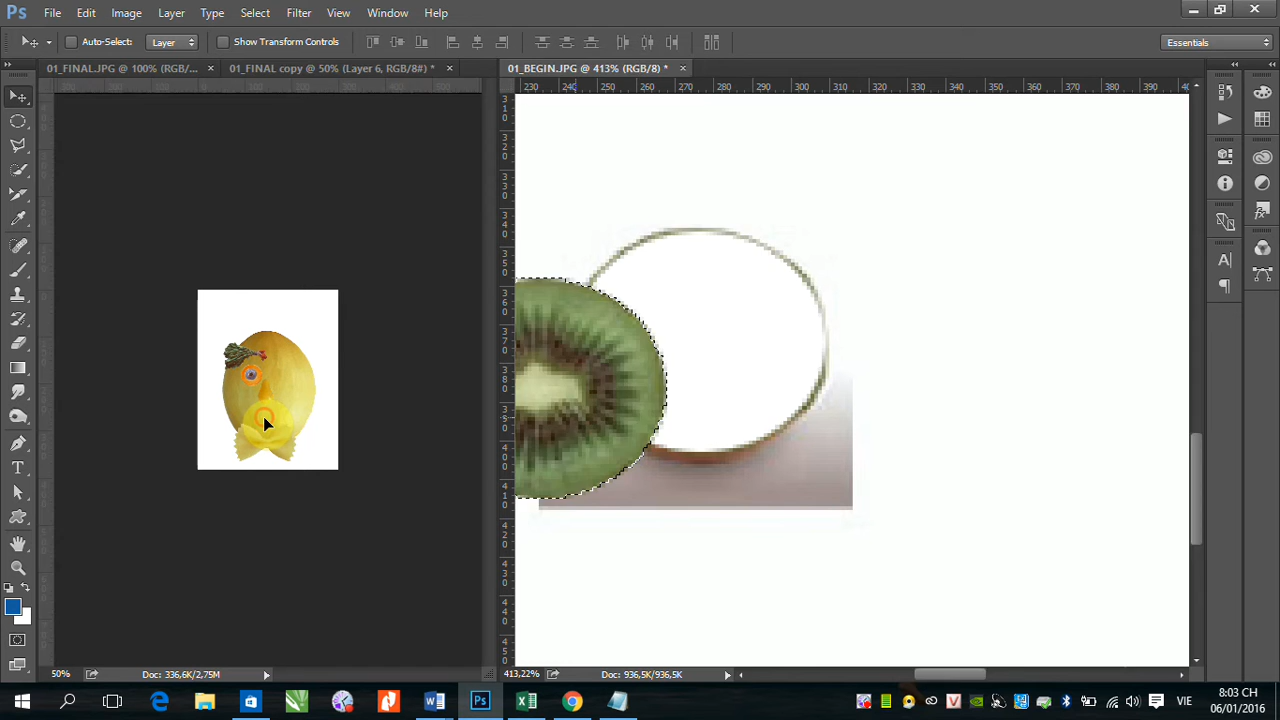 Ps File Edit Image Layer Type Select Filter 3D View Window Help
Auto-Select: Layer Show Transform Controls Essentials
01_FINAL.JPG @ 100% (RGB/... × 01_FINAL copy @ 50% (Layer 6, RGB/8#) * × 01_BEGIN.JPG @ 413% (RGB/8) * ×
230 240 250 260 270 280 290 300 310 320 330 340 350 360 370 380 390
50% Doc: 336,6K/2,75M 413,22% Doc: 936,5K/936,5K
VIE 8:03 CH
06/01/2016